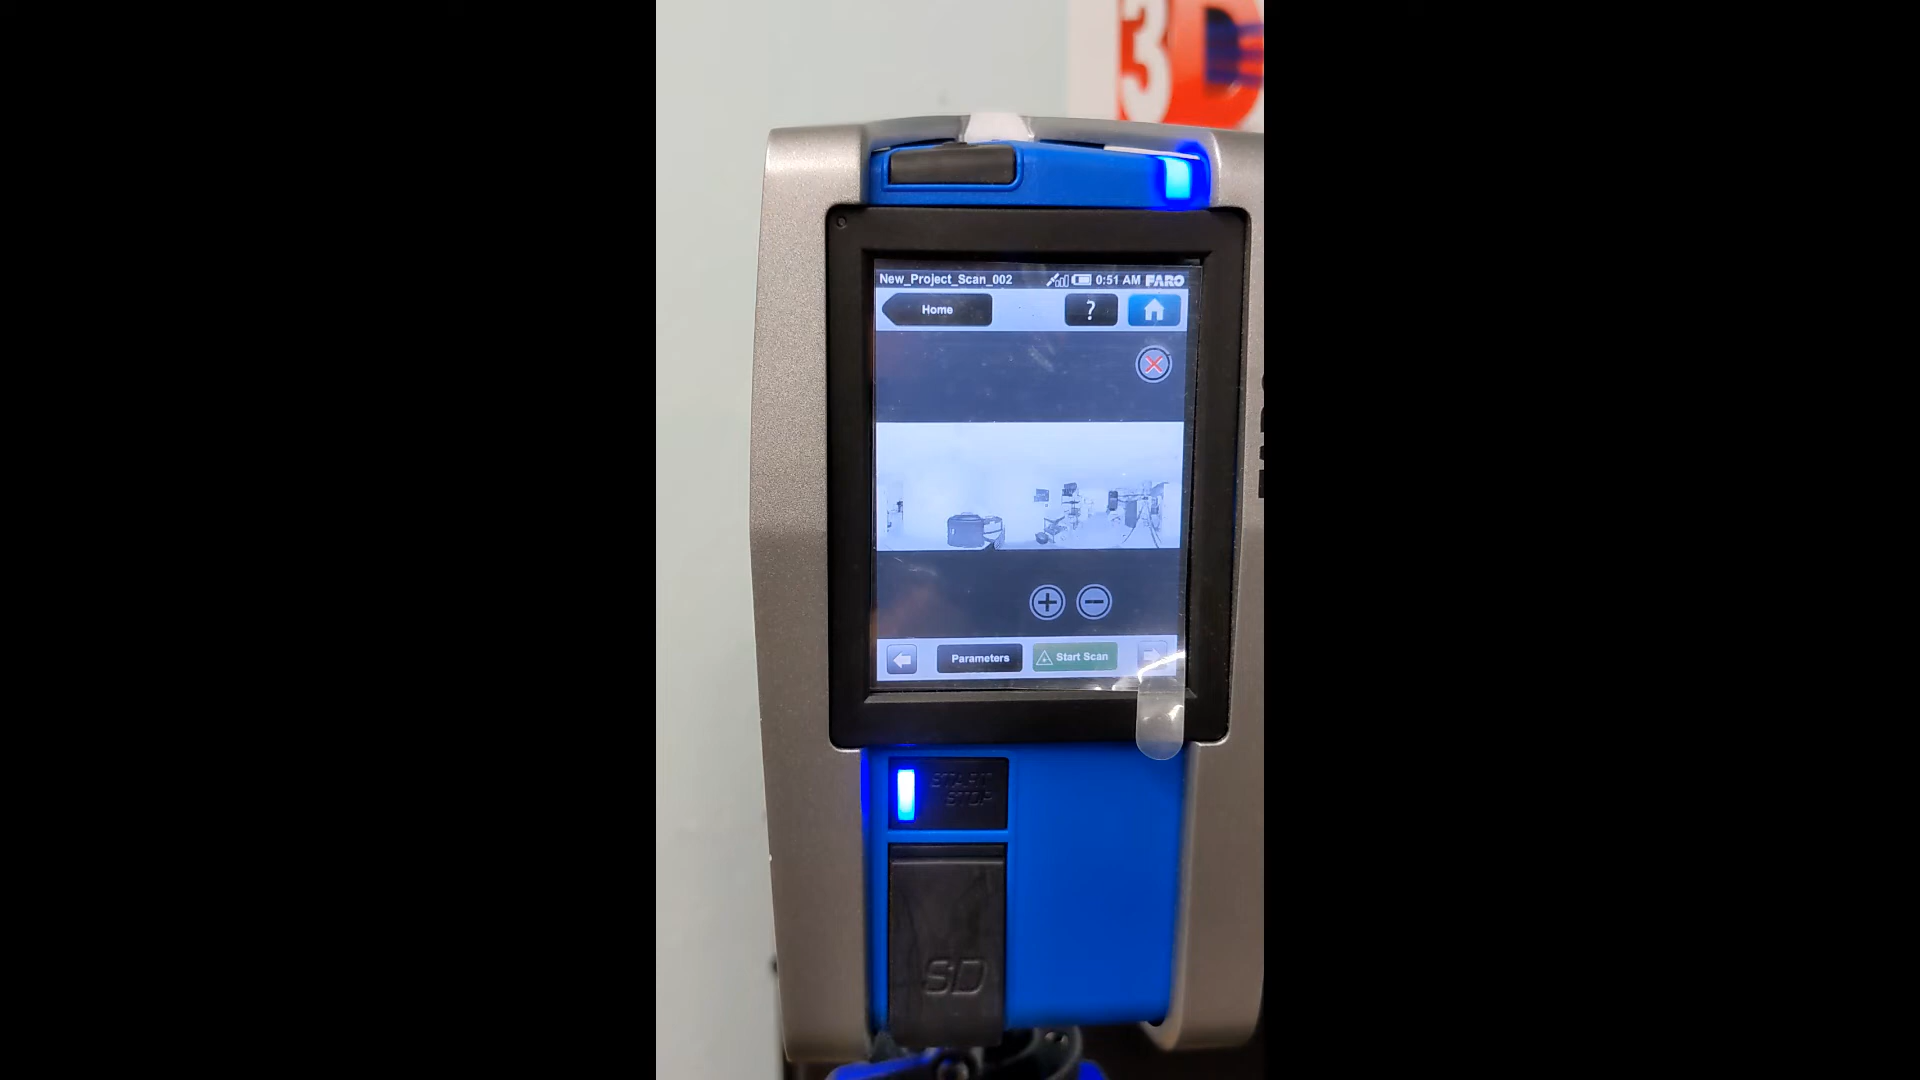 3D
New_Project_Scan_002 0:51 AM FARO
Home ?
Parameters Start Scan
START
STOP
SD